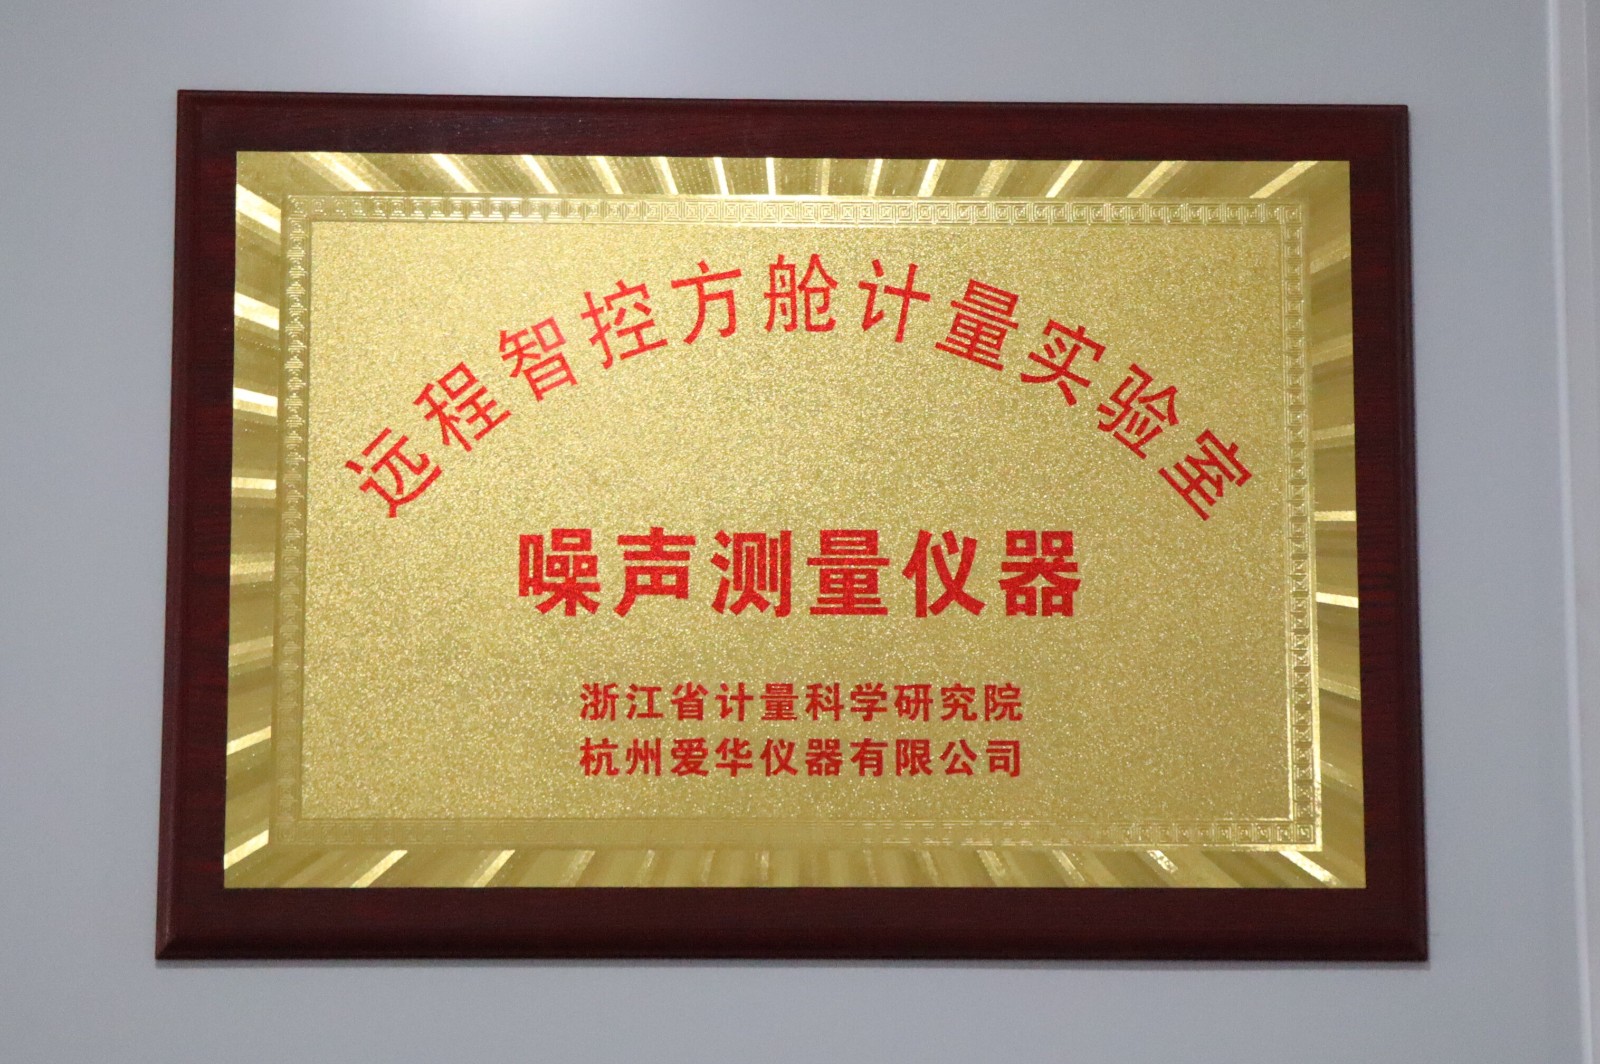 远程智控方舱计量实验室
噪声测量仪器
浙江省计量科学研究院
杭州爱华仪器有限公司